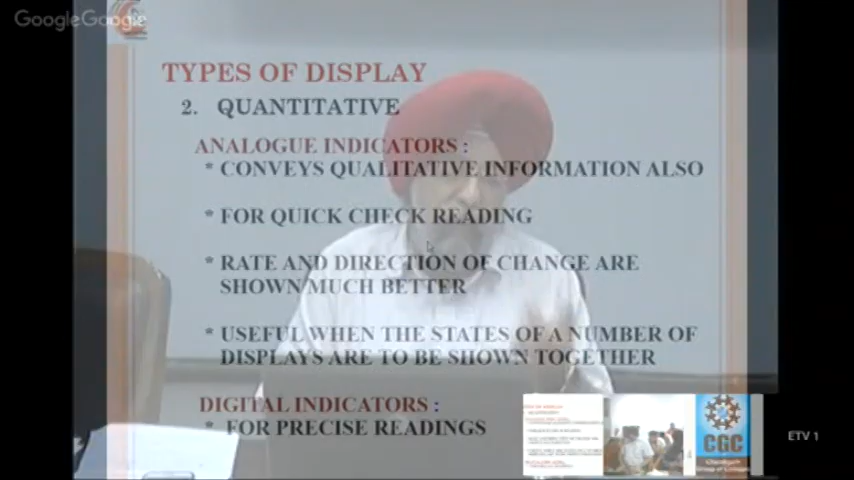 GoogleGoogle
TYPES OF DISPLAY
2. QUANTITATIVE
ANALOGUE INDICATORS :
* CONVEYS QUALITATIVE INFORMATION ALSO
* FOR QUICK CHECK READING
* RATE AND DIRECTION OF CHANGE ARE
SHOWN MUCH BETTER
* USEFUL WHEN THE STATES OF A NUMBER OF
DISPLAYS ARE TO BE SHOWN TOGETHER
DIGITAL INDICATORS :
* FOR PRECISE READINGS
CGC
ETV 1